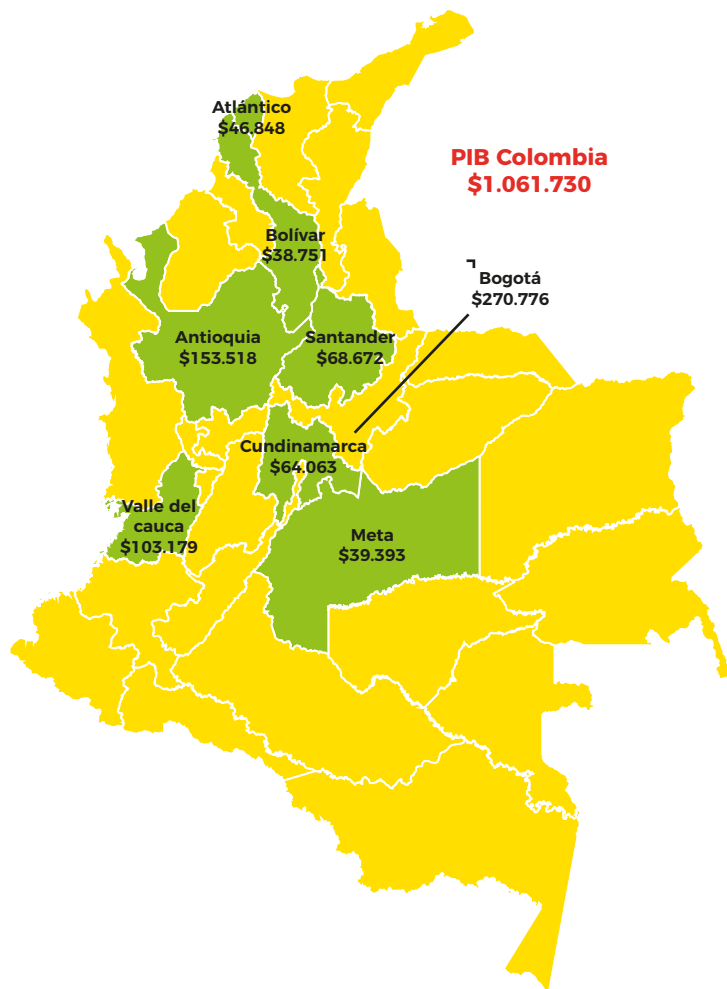 Atlántico
$46.848
PIB Colombia
$1.061.730
Bolívar
$38.751
Bogotá
$270.776
Antioquia
$153.518
Santander
$68.672
Cundinamarca
$64.063
Valle del
cauca
$103.179
Meta
$39.393